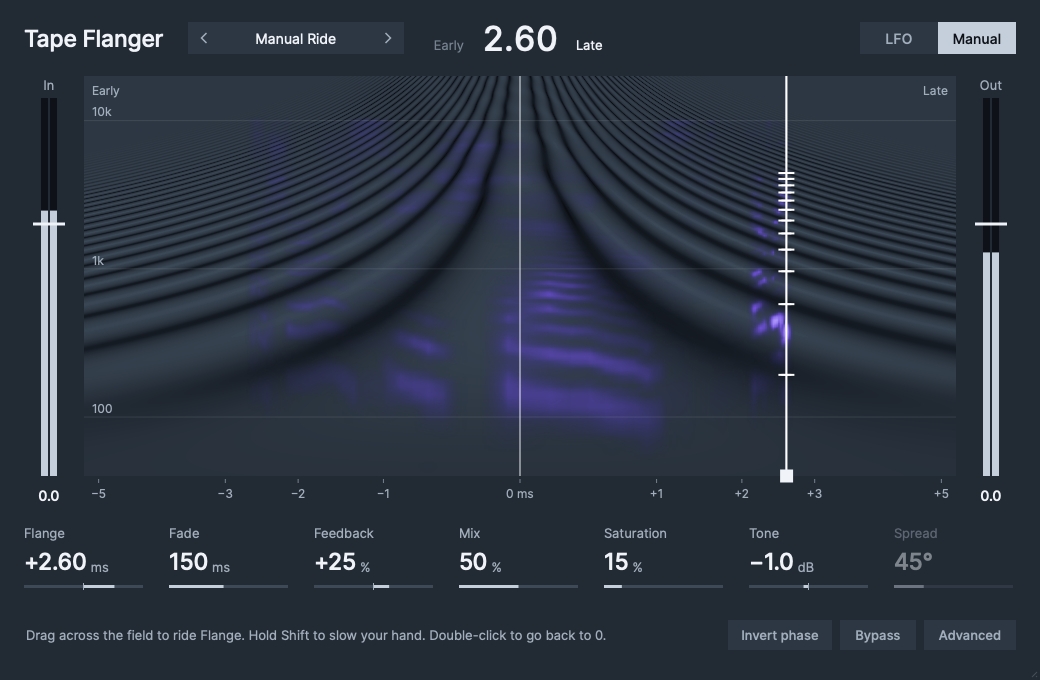 Tape Flanger
Manual Ride
Early 2.60 Late
LFO Manual
In
Out
Early
Late
10k
1k
100
0.0
−5 −3 −2 −1 0 ms +1 +2 +3 +5
0.0
Flange
+2.60 ms
Fade
150 ms
Feedback
+25 %
Mix
50 %
Saturation
15 %
Tone
−1.0 dB
Spread
45°
Drag across the field to ride Flange. Hold Shift to slow your hand. Double-click to go back to 0.
Invert phase
Bypass
Advanced